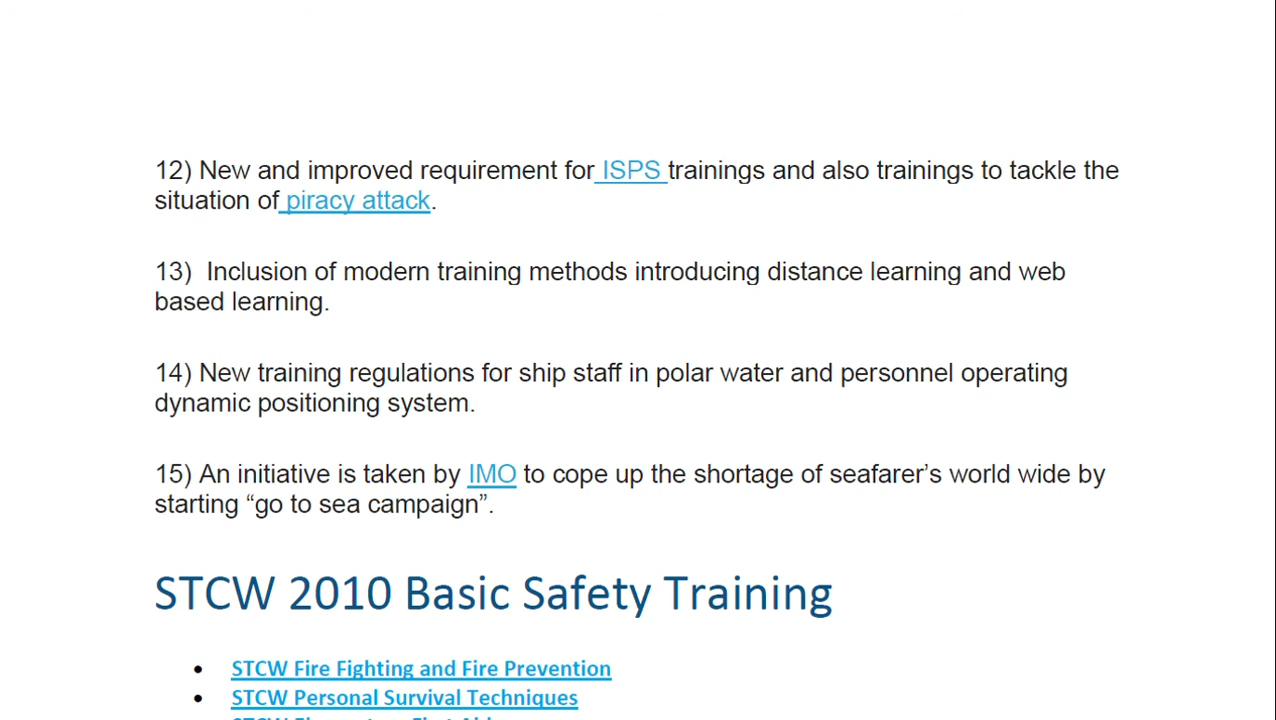 12) New and improved requirement for ISPS trainings and also trainings to tackle the
situation of piracy attack.
13)  Inclusion of modern training methods introducing distance learning and web
based learning.
14) New training regulations for ship staff in polar water and personnel operating
dynamic positioning system.
15) An initiative is taken by IMO to cope up the shortage of seafarer’s world wide by
starting “go to sea campaign”.
STCW 2010 Basic Safety Training
• STCW Fire Fighting and Fire Prevention
• STCW Personal Survival Techniques